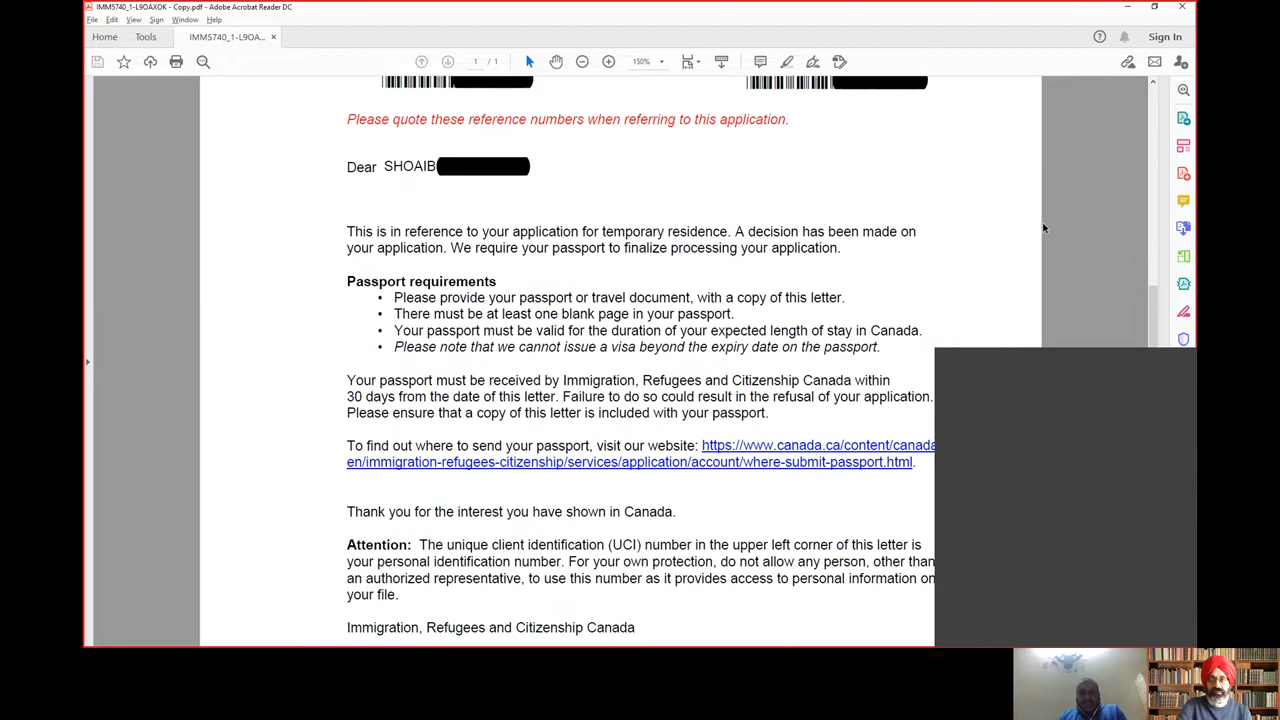 IMM5740_1-L9OAXOK - Copy.pdf - Adobe Acrobat Reader DC
File Edit View Sign Window Help
Home Tools IMM5740_1-L9OA... × Sign In
1 / 1 150%
Please quote these reference numbers when referring to this application.
Dear SHOAIB
This is in reference to your application for temporary residence. A decision has been made on
your application. We require your passport to finalize processing your application.
Passport requirements
• Please provide your passport or travel document, with a copy of this letter.
• There must be at least one blank page in your passport.
• Your passport must be valid for the duration of your expected length of stay in Canada.
• Please note that we cannot issue a visa beyond the expiry date on the passport.
Your passport must be received by Immigration, Refugees and Citizenship Canada within
30 days from the date of this letter. Failure to do so could result in the refusal of your application.
Please ensure that a copy of this letter is included with your passport.
To find out where to send your passport, visit our website: https://www.canada.ca/content/canada
en/immigration-refugees-citizenship/services/application/account/where-submit-passport.html.
Thank you for the interest you have shown in Canada.
Attention: The unique client identification (UCI) number in the upper left corner of this letter is
your personal identification number. For your own protection, do not allow any person, other than
an authorized representative, to use this number as it provides access to personal information on
your file.
Immigration, Refugees and Citizenship Canada